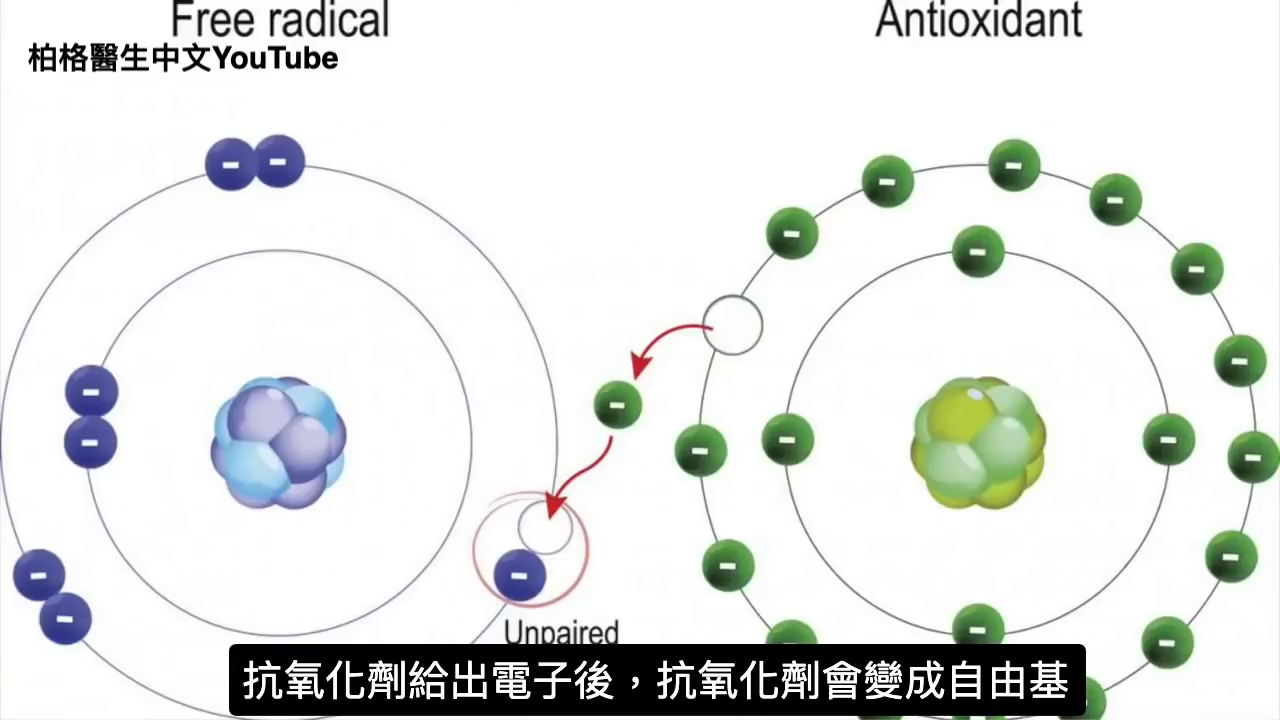 Free radical
Antioxidant
柏格醫生中文YouTube
Unpaired
抗氧化劑給出電子後，抗氧化劑會變成自由基